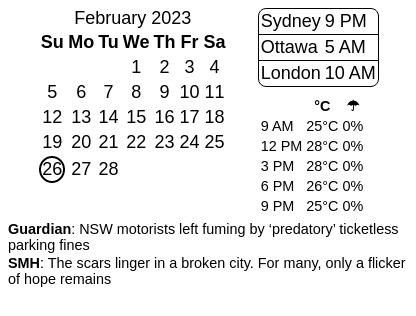 February 2023
Su Mo Tu We Th Fr Sa
1 2 3 4
5 6 7 8 9 10 11
12 13 14 15 16 17 18
19 20 21 22 23 24 25
26 27 28
Sydney 9 PM
Ottawa 5 AM
London 10 AM
°C ☂
9 AM 25°C 0%
12 PM 28°C 0%
3 PM 28°C 0%
6 PM 26°C 0%
9 PM 25°C 0%
Guardian: NSW motorists left fuming by ‘predatory’ ticketless
parking fines
SMH: The scars linger in a broken city. For many, only a flicker
of hope remains